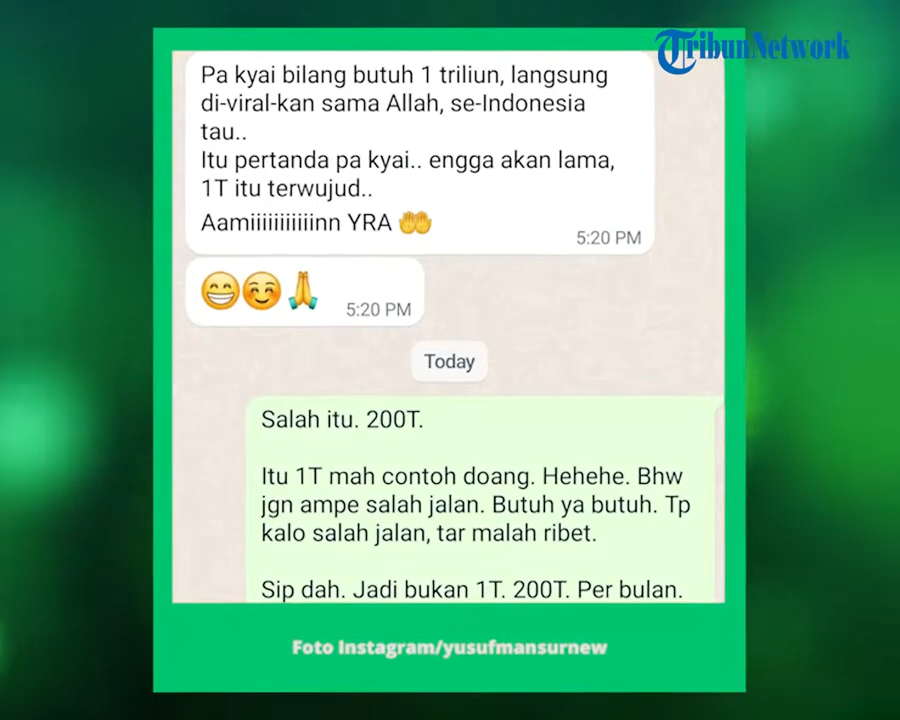 TribunNetwork
Pa kyai bilang butuh 1 triliun, langsung
di-viral-kan sama Allah, se-Indonesia
tau..
Itu pertanda pa kyai.. engga akan lama,
1T itu terwujud..
Aamiiiiiiiiiiinn YRA 🤲
5:20 PM
😁☺️🙏 5:20 PM
Today
Salah itu. 200T.
Itu 1T mah contoh doang. Hehehe. Bhw
jgn ampe salah jalan. Butuh ya butuh. Tp
kalo salah jalan, tar malah ribet.
Sip dah. Jadi bukan 1T. 200T. Per bulan.
Foto Instagram/yusufmansurnew